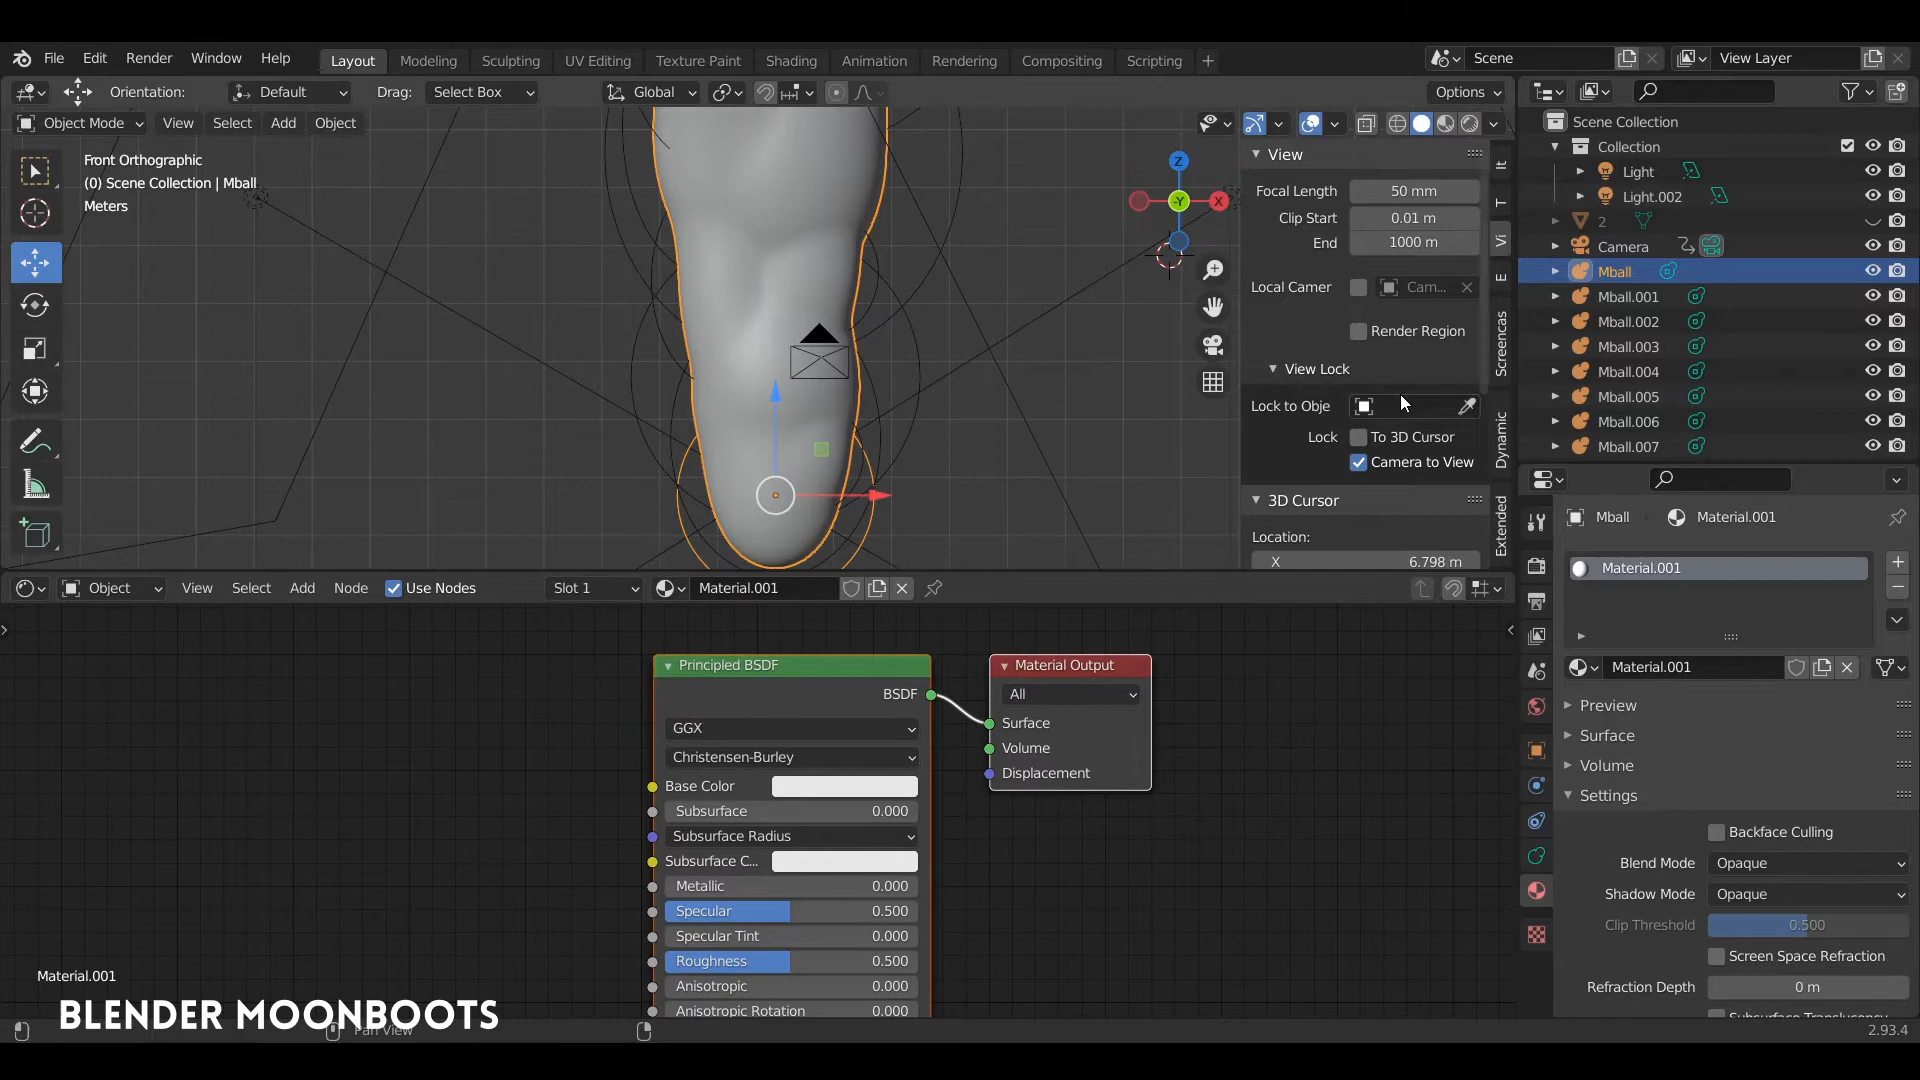 File Edit Render Window Help Layout Modeling Sculpting UV Editing Texture Paint Shading Animation Rendering Compositing Scripting + Scene View Layer
Orientation: Default Drag: Select Box Global Options
Object Mode View Select Add Object
Front Orthographic
(0) Scene Collection | Mball
Meters
Z
X
-Y
View
Focal Length 50 mm
Clip Start 0.01 m
End 1000 m
Local Camer Cam...
Render Region
View Lock
Lock to Obje
Lock To 3D Cursor
Camera to View
3D Cursor
Location:
X 6.798 m
It
T
Vi
E
Screencas
Dynamic
Extended
Scene Collection
Collection
Light
Light.002
2
Camera
Mball
Mball.001
Mball.002
Mball.003
Mball.004
Mball.005
Mball.006
Mball.007
Mball Material.001
Material.001
Material.001
Preview
Surface
Volume
Settings
Backface Culling
Blend Mode Opaque
Shadow Mode Opaque
Clip Threshold 0.500
Screen Space Refraction
Refraction Depth 0 m
Subsurface Translucency
Object View Select Add Node Use Nodes Slot 1 Material.001
Principled BSDF
BSDF
GGX
Christensen-Burley
Base Color
Subsurface 0.000
Subsurface Radius
Subsurface C...
Metallic 0.000
Specular 0.500
Specular Tint 0.000
Roughness 0.500
Anisotropic 0.000
Anisotropic Rotation 0.000
Material Output
All
Surface
Volume
Displacement
Material.001
BLENDER MOONBOOTS
Pan View
2.93.4